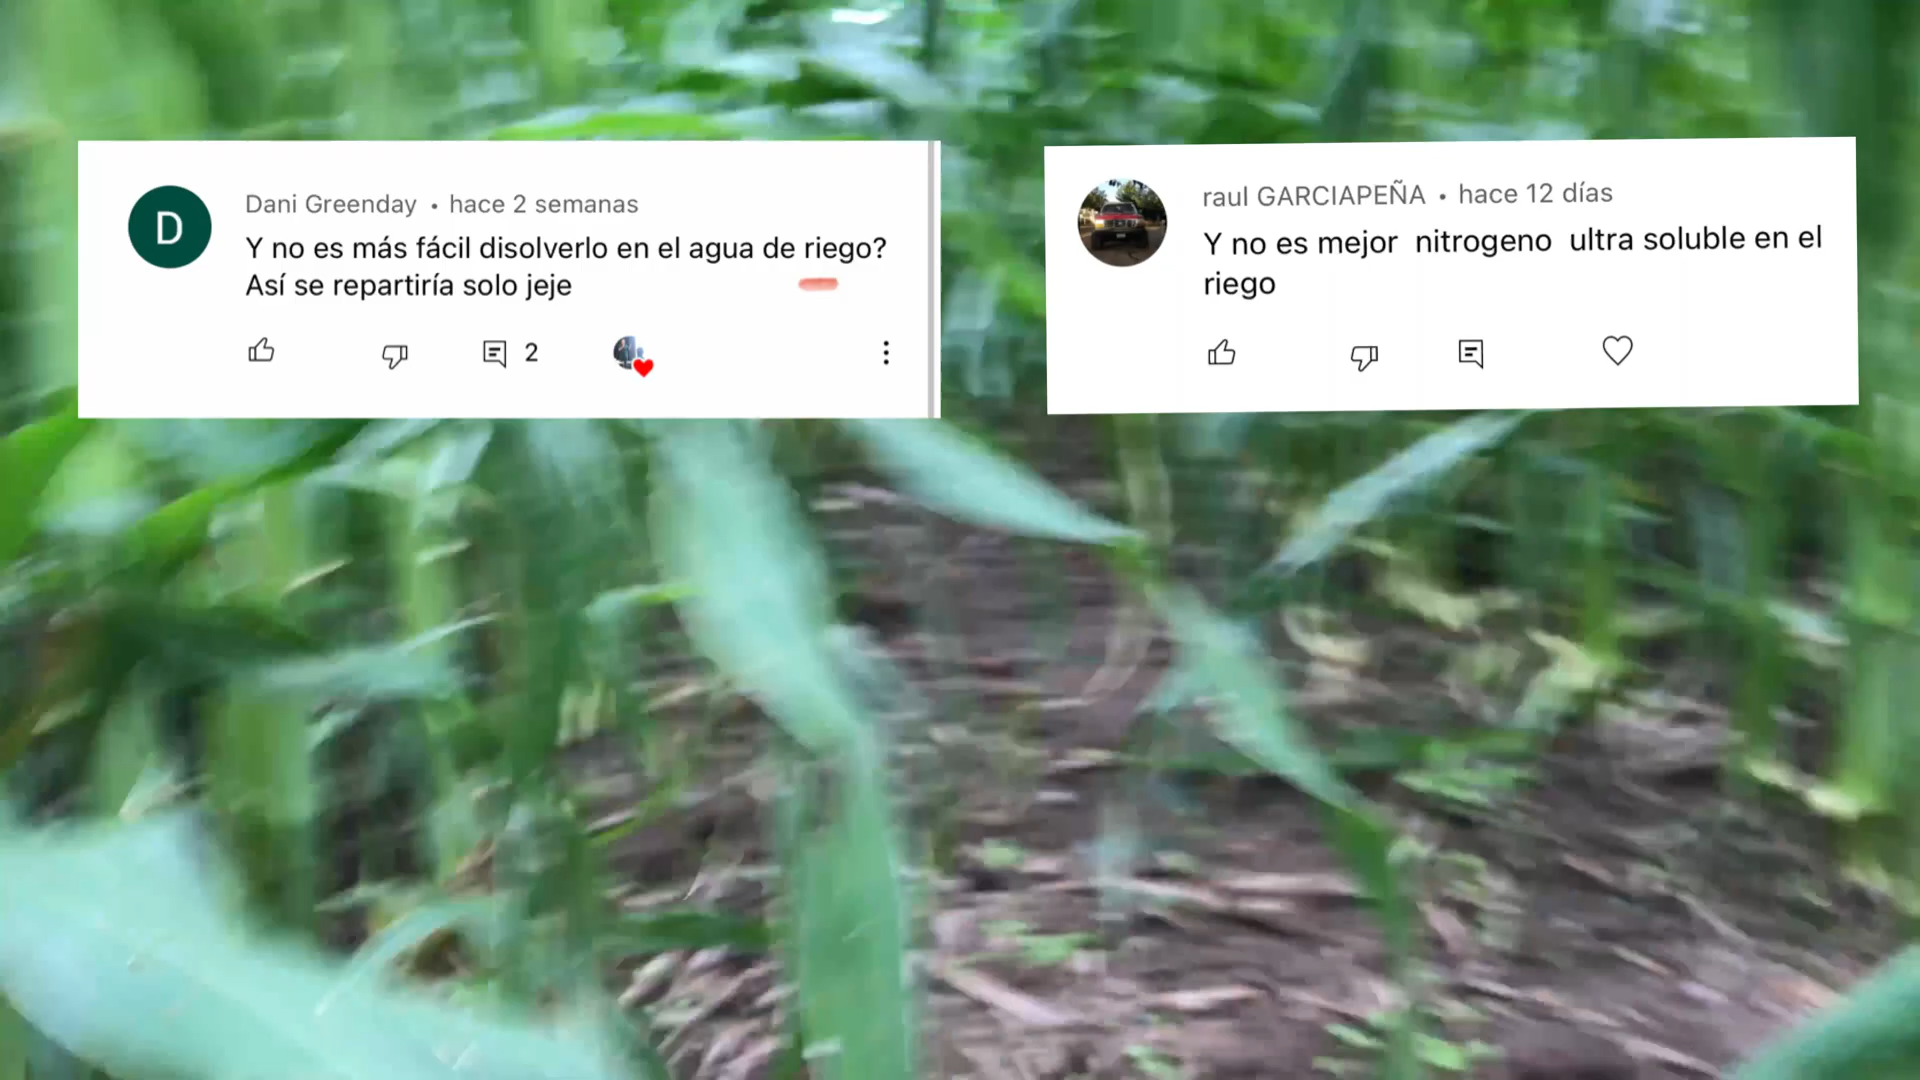 D
Dani Greenday • hace 2 semanas
Y no es más fácil disolverlo en el agua de riego?
Así se repartiría solo jeje
2
raul GARCIAPEÑA • hace 12 días
Y no es mejor nitrogeno ultra soluble en el
riego